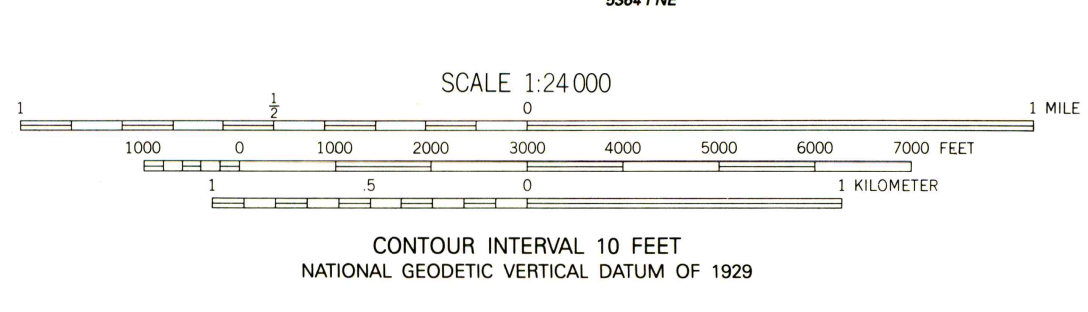 SCALE 1:24 000
1 ½ 0 1 MILE
1000 0 1000 2000 3000 4000 5000 6000 7000 FEET
1 .5 0 1 KILOMETER
CONTOUR INTERVAL 10 FEET
NATIONAL GEODETIC VERTICAL DATUM OF 1929